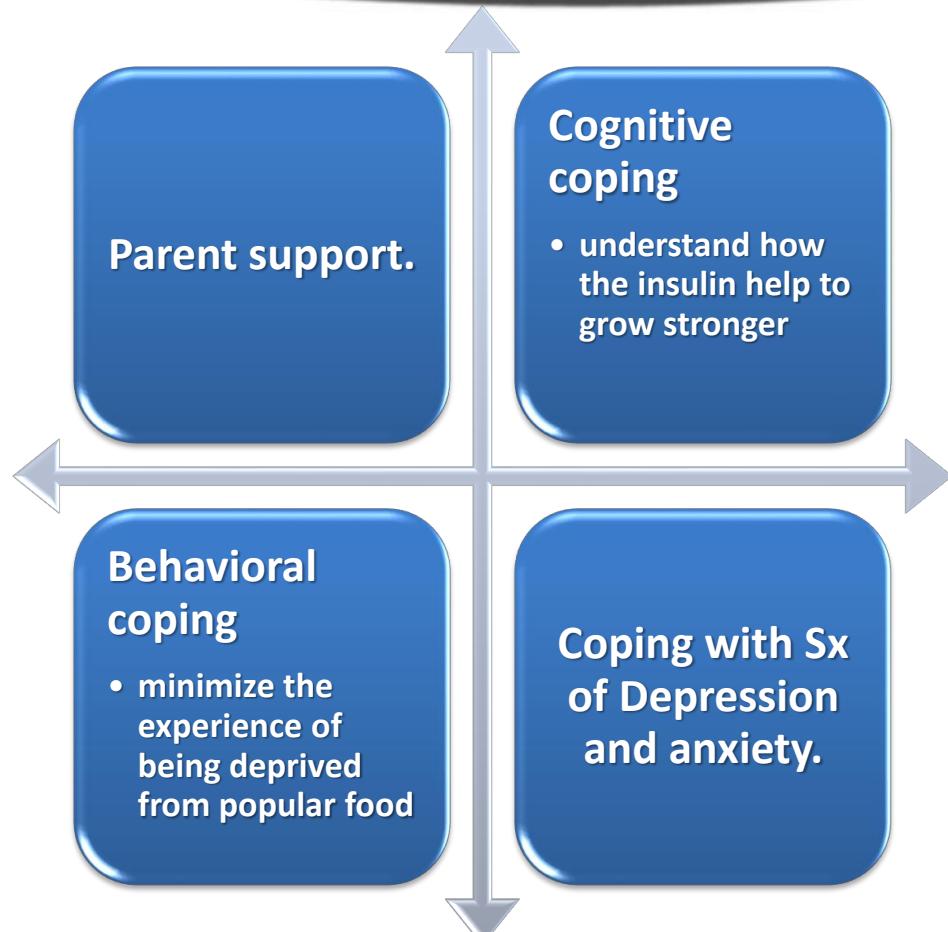 Parent support.
Cognitive
coping
• understand how
the insulin help to
grow stronger
Behavioral
coping
• minimize the
experience of
being deprived
from popular food
Coping with Sx
of Depression
and anxiety.